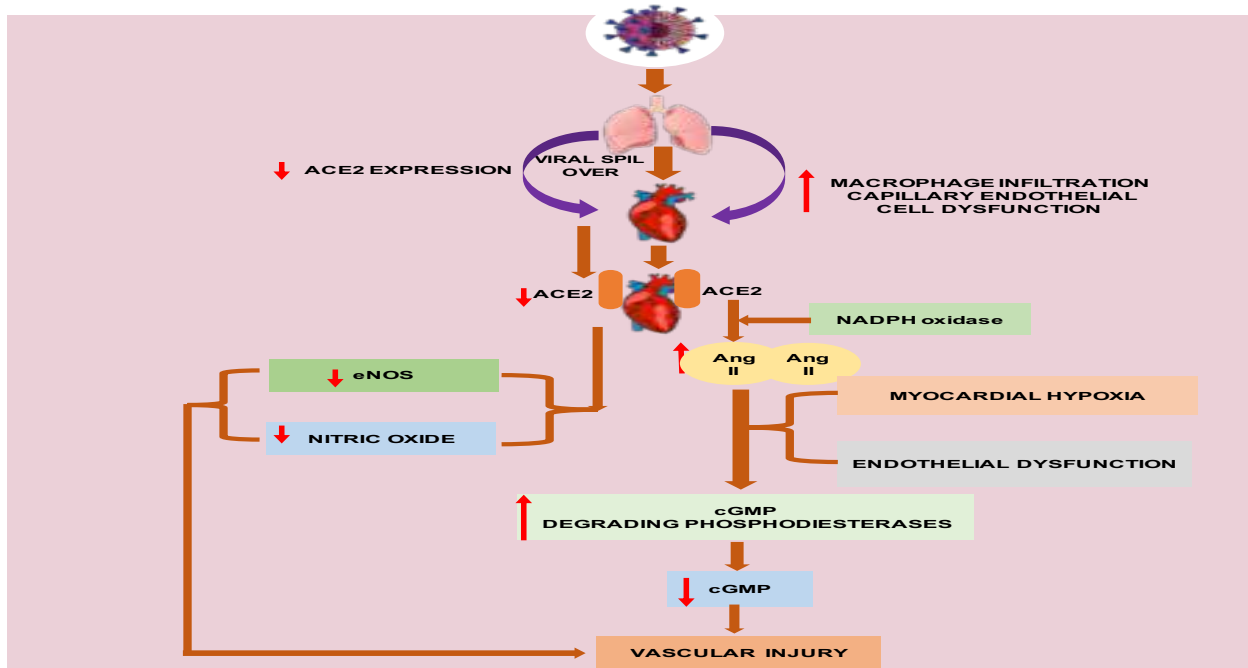 ACE2 EXPRESSION
VIRAL SPIL
OVER
MACROPHAGE INFILTRATION
CAPILLARY ENDOTHELIAL
CELL DYSFUNCTION
ACE2
ACE2
NADPH oxidase
Ang
II
Ang
II
eNOS
MYOCARDIAL HYPOXIA
NITRIC OXIDE
ENDOTHELIAL DYSFUNCTION
cGMP
DEGRADING PHOSPHODIESTERASES
cGMP
VASCULAR INJURY